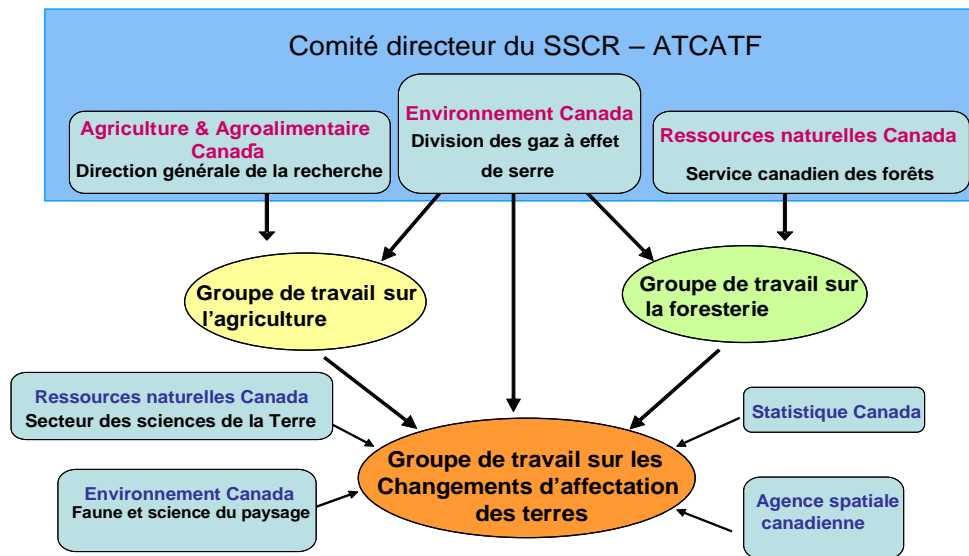 Comité directeur du SSCR – ATCATF
Agriculture & Agroalimentaire
Canada
Direction générale de la recherche
Environnement Canada
Division des gaz à effet
de serre
Ressources naturelles Canada
Service canadien des forêts
Groupe de travail sur
l'agriculture
Groupe de travail sur
la foresterie
Ressources naturelles Canada
Secteur des sciences de la Terre
Statistique Canada
Groupe de travail sur les
Changements d'affectation
des terres
Environnement Canada
Faune et science du paysage
Agence spatiale
canadienne